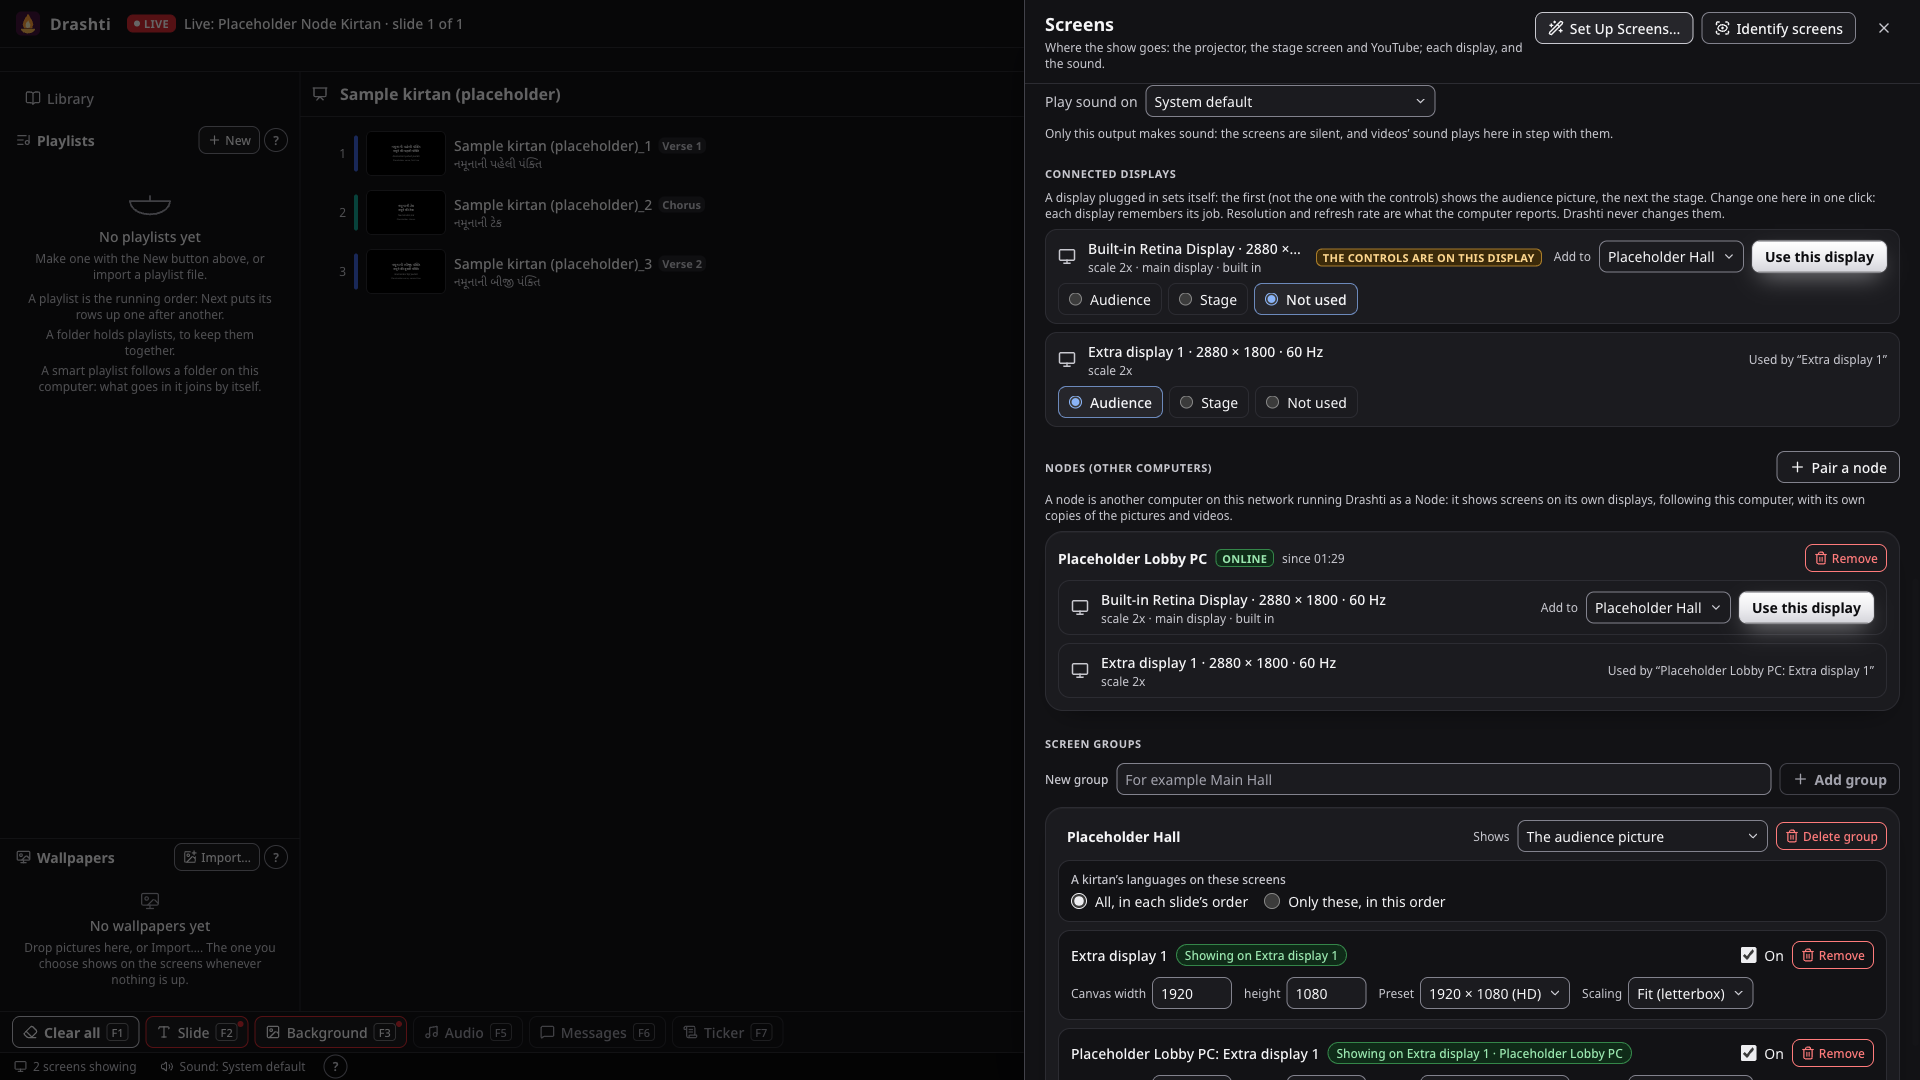 Drashti
LIVE
Live: Placeholder Node Kirtan · slide 1 of 1
Library
Playlists
New
?
No playlists yet
Make one with the New button above, or
import a playlist file.
A playlist is the running order: Next puts its
rows up one after another.
A folder holds playlists, to keep them
together.
A smart playlist follows a folder on this
computer: what goes in it joins by itself.
Wallpapers
Import…
?
No wallpapers yet
Drop pictures here, or Import…. The one you
choose shows on the screens whenever
nothing is up.
Sample kirtan (placeholder)
1
Sample kirtan (placeholder)_1 Verse 1
નમૂનાની પહેલી પંક્તિ
2
Sample kirtan (placeholder)_2 Chorus
નમૂનાની ટેક
3
Sample kirtan (placeholder)_3 Verse 2
નમૂનાની બીજી પંક્તિ
Clear all F1
Slide F2
Background F3
Audio F5
Messages F6
Ticker F7
2 screens showing
Sound: System default
?
Screens
Where the show goes: the projector, the stage screen and YouTube; each display, and
the sound.
Set Up Screens…
Identify screens
Play sound on System default
Only this output makes sound: the screens are silent, and videos’ sound plays here in step with them.
CONNECTED DISPLAYS
A display plugged in sets itself: the first (not the one with the controls) shows the audience picture, the next the stage. Change one here in one click:
each display remembers its job. Resolution and refresh rate are what the computer reports. Drashti never changes them.
Built-in Retina Display · 2880 ×…
scale 2x · main display · built in
THE CONTROLS ARE ON THIS DISPLAY
Add to Placeholder Hall
Use this display
Audience Stage Not used
Extra display 1 · 2880 × 1800 · 60 Hz
scale 2x
Used by “Extra display 1”
Audience Stage Not used
NODES (OTHER COMPUTERS)
Pair a node
A node is another computer on this network running Drashti as a Node: it shows screens on its own displays, following this computer, with its own
copies of the pictures and videos.
Placeholder Lobby PC ONLINE since 01:29
Remove
Built-in Retina Display · 2880 × 1800 · 60 Hz
scale 2x · main display · built in
Add to Placeholder Hall
Use this display
Extra display 1 · 2880 × 1800 · 60 Hz
scale 2x
Used by “Placeholder Lobby PC: Extra display 1”
SCREEN GROUPS
New group For example Main Hall
Add group
Placeholder Hall
Shows The audience picture
Delete group
A kirtan’s languages on these screens
All, in each slide’s order Only these, in this order
Extra display 1 Showing on Extra display 1
On Remove
Canvas width 1920 height 1080 Preset 1920 × 1080 (HD) Scaling Fit (letterbox)
Placeholder Lobby PC: Extra display 1 Showing on Extra display 1 · Placeholder Lobby PC
On Remove